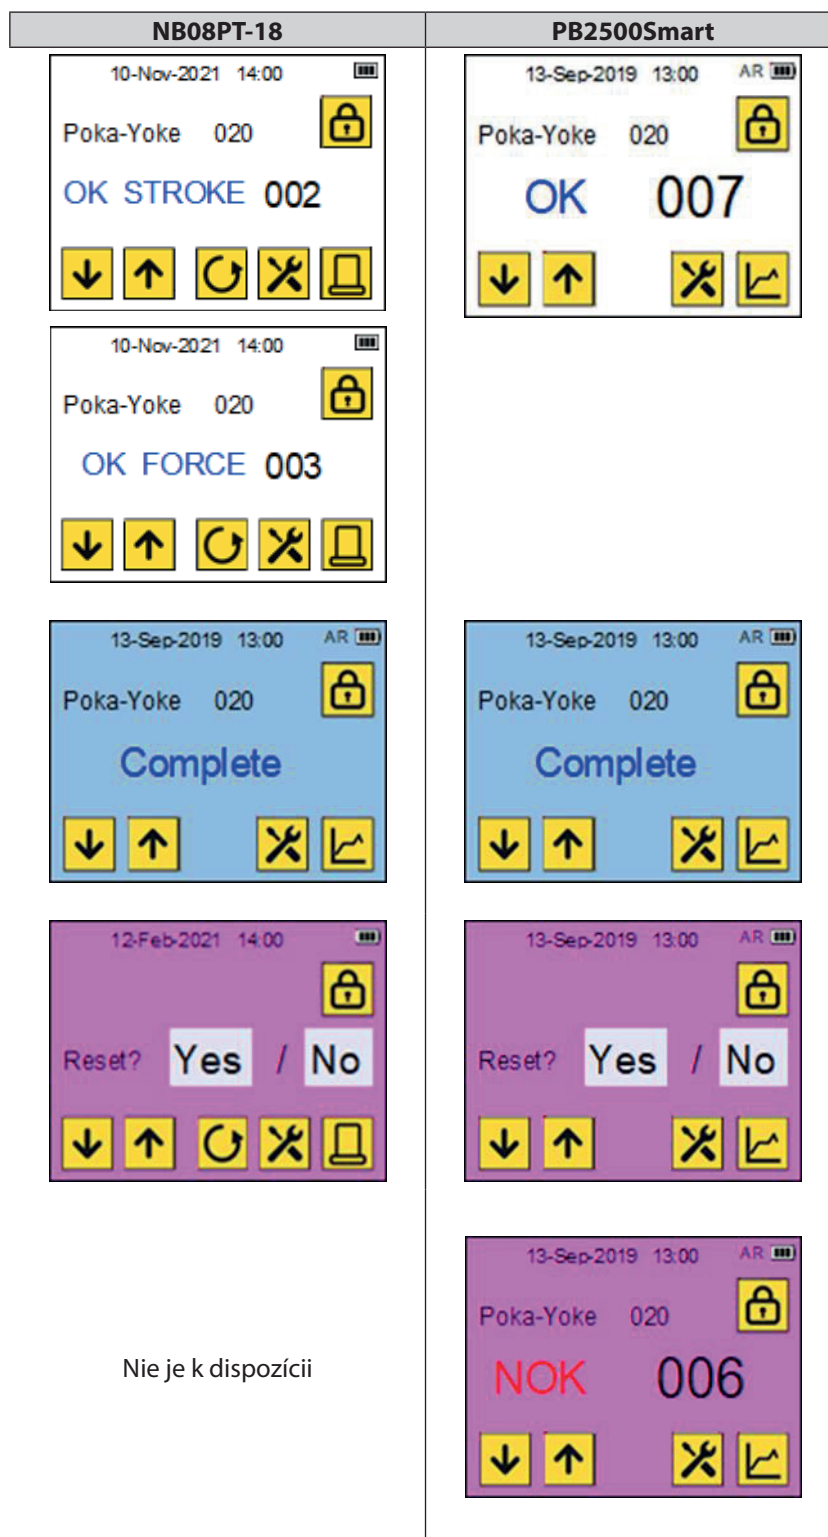 NB08PT-18 PB2500Smart
10-Nov-2021 14:00
Poka-Yoke 020
OK STROKE 002
13-Sep-2019 13:00 AR
Poka-Yoke 020
OK 007
10-Nov-2021 14:00
Poka-Yoke 020
OK FORCE 003
13-Sep-2019 13:00 AR
Poka-Yoke 020
Complete
13-Sep-2019 13:00 AR
Poka-Yoke 020
Complete
12-Feb-2021 14:00
Reset? Yes / No
13-Sep-2019 13:00 AR
Reset? Yes / No
Nie je k dispozícii
13-Sep-2019 13:00 AR
Poka-Yoke 020
NOK 006